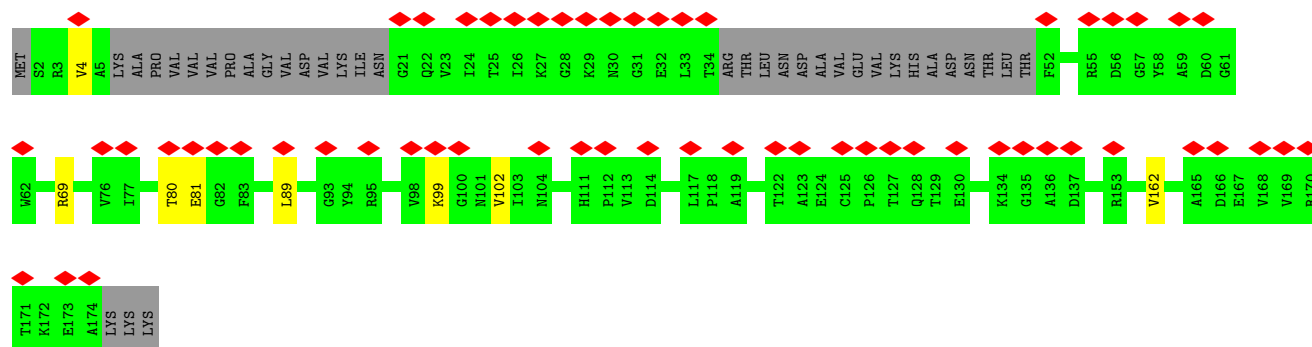 MET S2 R3 V4 A5 LYS ALA PRO VAL VAL VAL PRO ALA GLY VAL ASP VAL LYS ILE ASN G21 Q22 V23 I24 T25 I26 K27 G28 K29 N30 G31 E32 L33 T34 ARG THR LEU ASN ASP ALA VAL GLU VAL LYS HIS ALA ASP ASN THR LEU THR F52 R55 D56 G57 Y58 A59 D60 G61
W62 R69 V76 I77 T80 E81 G82 F83 L89 G93 Y94 R95 V98 K99 G100 N101 V102 I103 N104 H111 P112 V113 D114 L117 P118 A119 T122 A123 E124 C125 P126 T127 Q128 T129 E130 K134 G135 A136 D137 R153 V162 A165 D166 E167 V168 V169 R170
T171 K172 E173 A174 LYS LYS LYS